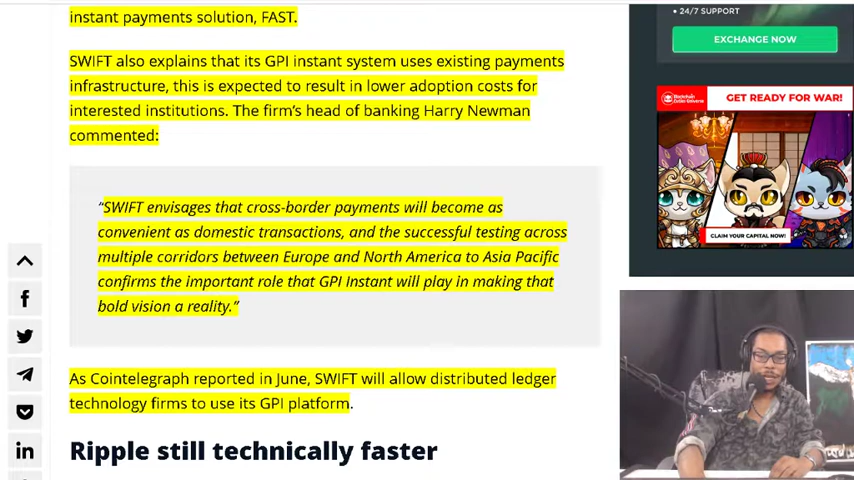 instant payments solution, FAST.
SWIFT also explains that its GPI instant system uses existing payments
infrastructure, this is expected to result in lower adoption costs for
interested institutions. The firm's head of banking Harry Newman
commented:
"SWIFT envisages that cross-border payments will become as
convenient as domestic transactions, and the successful testing across
multiple corridors between Europe and North America to Asia Pacific
confirms the important role that GPI Instant will play in making that
bold vision a reality."
As Cointelegraph reported in June, SWIFT will allow distributed ledger
technology firms to use its GPI platform.
Ripple still technically faster
• 24/7 SUPPORT
EXCHANGE NOW
GET READY FOR WAR!
CLAIM YOUR CAPITAL NOW!